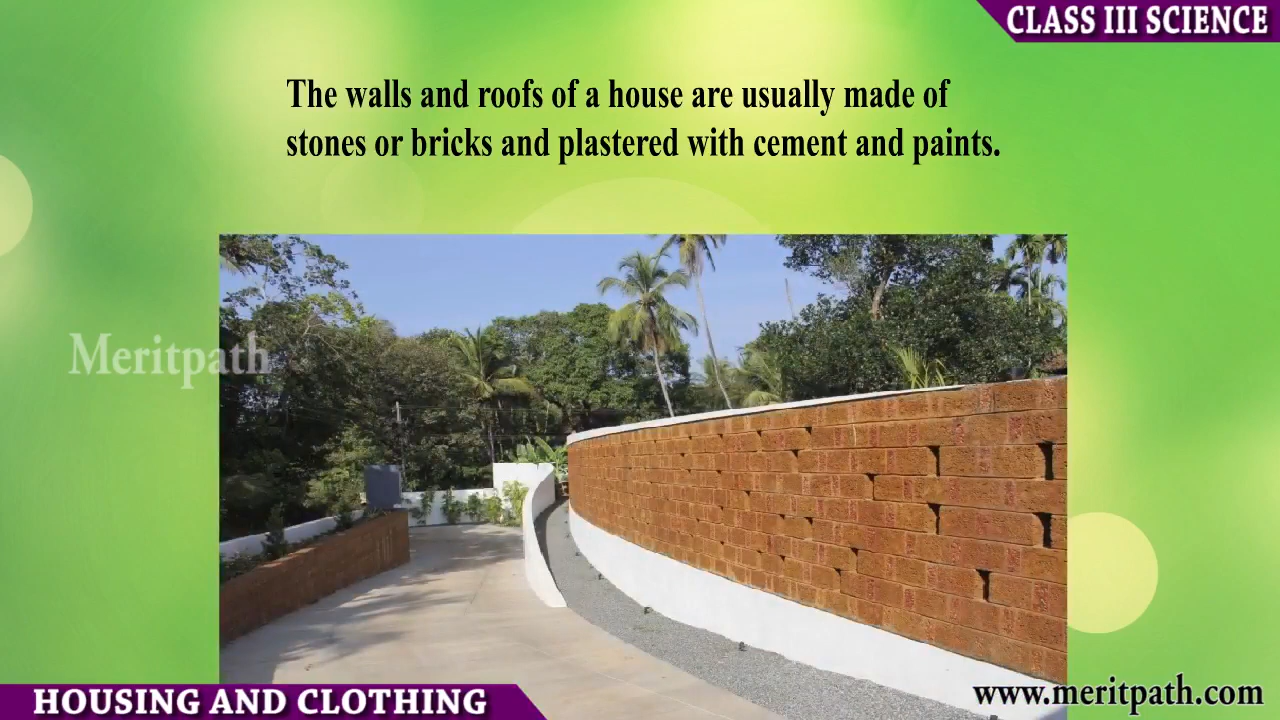 CLASS III SCIENCE
The walls and roofs of a house are usually made of
stones or bricks and plastered with cement and paints.
Meritpath
HOUSING AND CLOTHING
www.meritpath.com